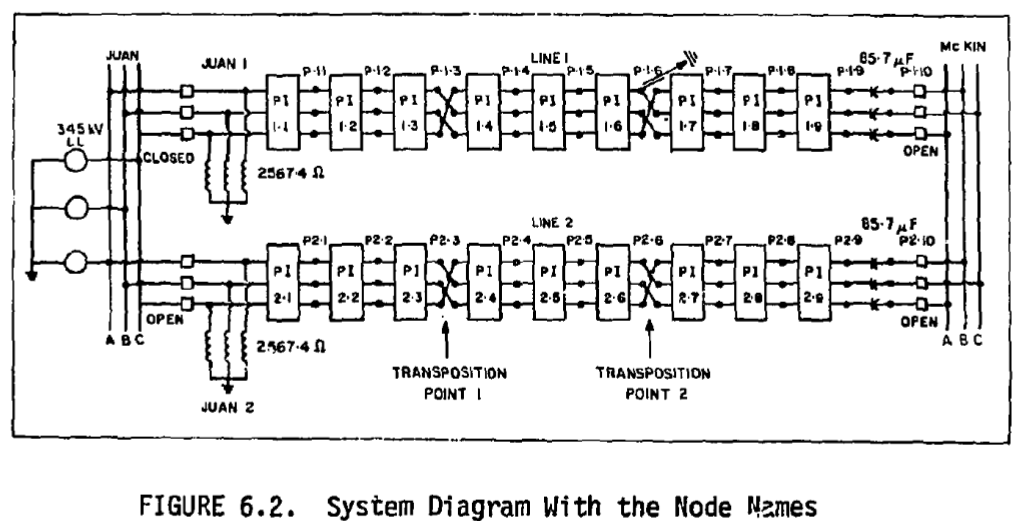 JUAN
JUAN 1
LINE 1
85.7 μF
Mc KIN
P-1-1 P-1-2 P-1-3 P-1-4 P-1-5 P-1-6 P-1-7 P-1-8 P-1-9 P-1-10
PI 1-1
PI 1-2
PI 1-3
PI 1-4
PI 1-5
PI 1-6
PI 1-7
PI 1-8
PI 1-9
345 kV
LL
CLOSED
OPEN
2567.4 Ω
LINE 2
85.7 μF
P2-1 P2-2 P2-3 P2-4 P2-5 P2-6 P2-7 P2-8 P2-9 P2-10
PI 2-1
PI 2-2
PI 2-3
PI 2-4
PI 2-5
PI 2-6
PI 2-7
PI 2-8
PI 2-9
OPEN
OPEN
A B C
A B C
2567.4 Ω
JUAN 2
TRANSPOSITION
POINT 1
TRANSPOSITION
POINT 2
FIGURE 6.2. System Diagram With the Node Names